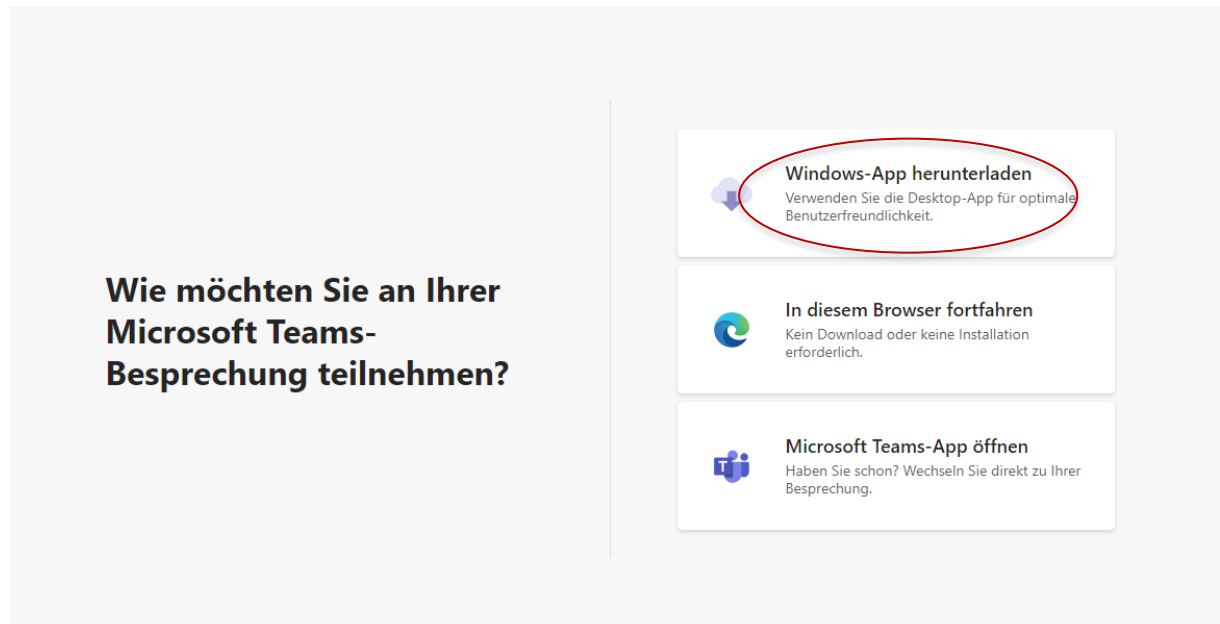 Wie möchten Sie an Ihrer
Microsoft Teams-
Besprechung teilnehmen?
Windows-App herunterladen
Verwenden Sie die Desktop-App für optimale
Benutzerfreundlichkeit.
In diesem Browser fortfahren
Kein Download oder keine Installation
erforderlich.
Microsoft Teams-App öffnen
Haben Sie schon? Wechseln Sie direkt zu Ihrer
Besprechung.